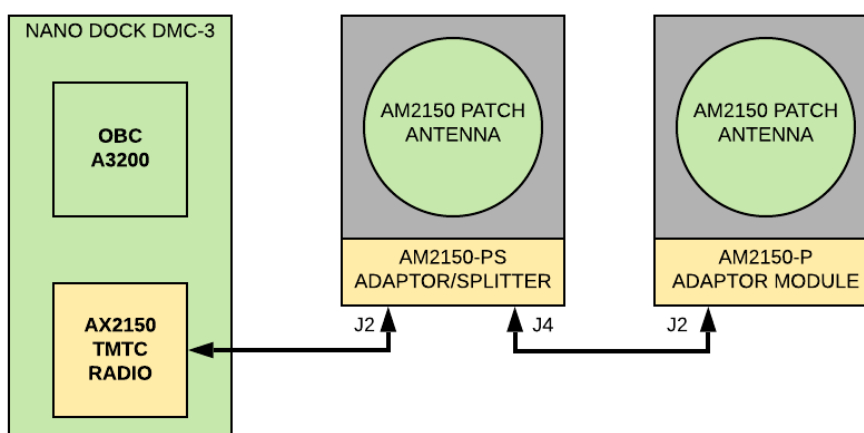 NANO DOCK DMC-3
OBC
A3200
AX2150
TMTC
RADIO
AM2150 PATCH
ANTENNA
AM2150-PS
ADAPTOR/SPLITTER
J2
J4
AM2150 PATCH
ANTENNA
AM2150-P
ADAPTOR MODULE
J2